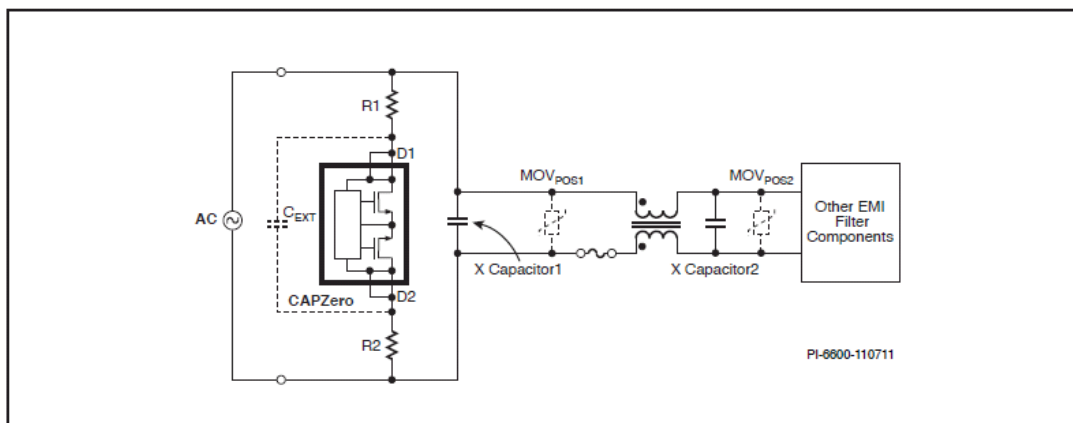 R1
D1
MOVPOS1
MOVPOS2
AC
CEXT
Other EMI
Filter
Components
X Capacitor1
X Capacitor2
CAPZero
D2
R2
PI-6600-110711